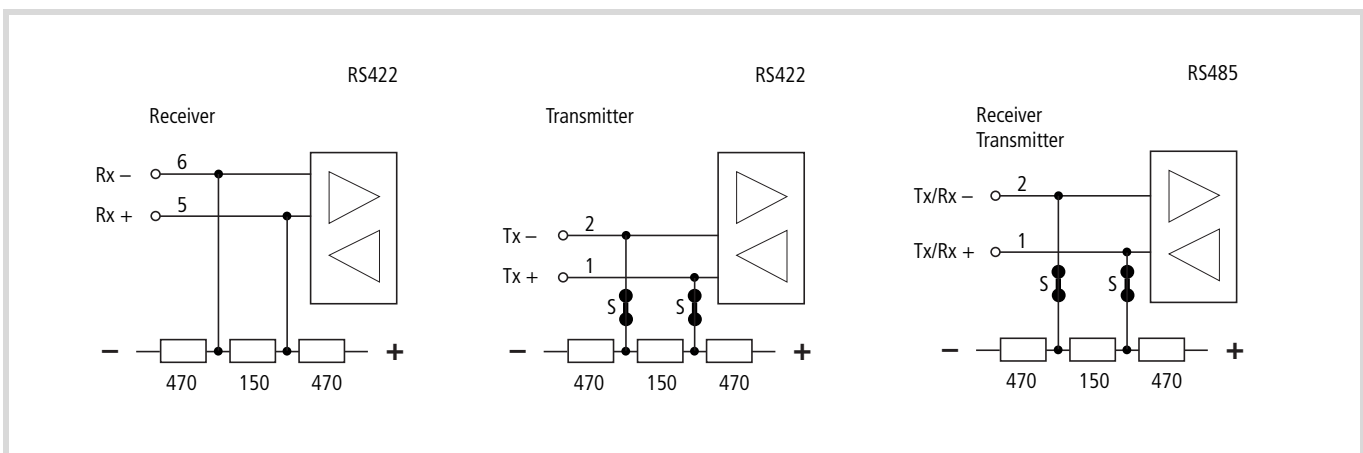 RS422
Receiver
Rx – 6
Rx + 5
– +
470 150 470
RS422
Transmitter
Tx – 2
Tx + 1
S S
– +
470 150 470
RS485
Receiver
Transmitter
Tx/Rx – 2
Tx/Rx + 1
S S
– +
470 150 470